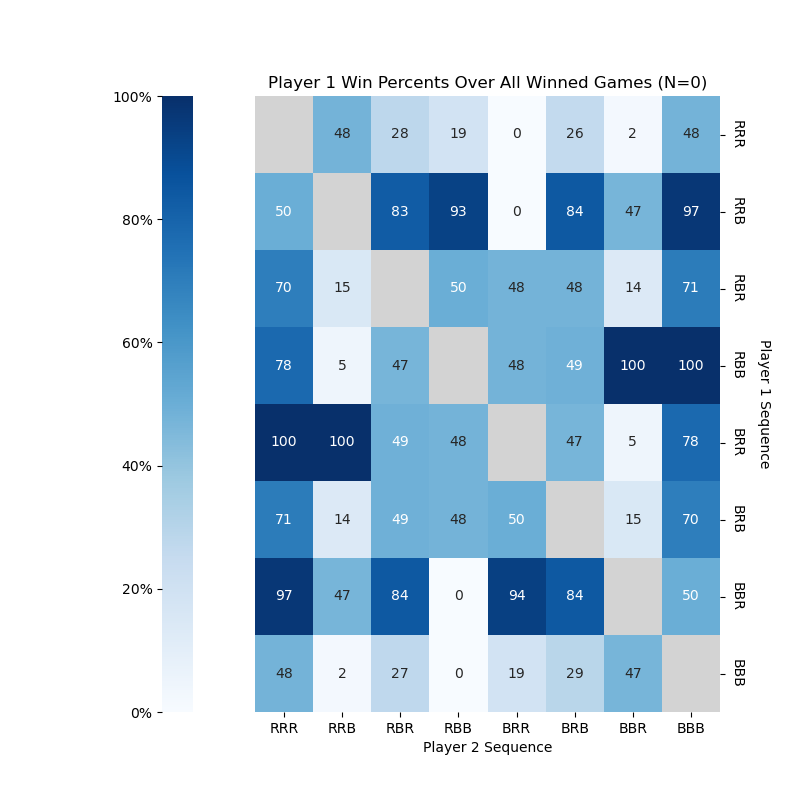 Player 1 Win Percents Over All Winned Games (N=0)
100%
80%
60%
40%
20%
0%
48 28 19 0 26 2 48
50 83 93 0 84 47 97
70 15 50 48 48 14 71
78 5 47 48 49 100 100
100 100 49 48 47 5 78
71 14 49 48 50 15 70
97 47 84 0 94 84 50
48 2 27 0 19 29 47
RRR
RRB
RBR
RBB
BRR
BRB
BBR
BBB
Player 1 Sequence
RRR RRB RBR RBB BRR BRB BBR BBB
Player 2 Sequence